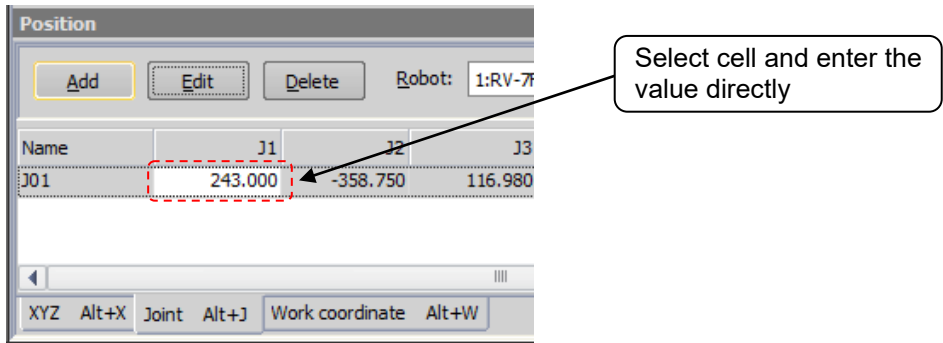 Position
Add Edit Delete Robot: 1:RV-7F
Select cell and enter the
value directly
Name J1 J2 J3
J01 243.000 -358.750 116.980
XYZ Alt+X Joint Alt+J Work coordinate Alt+W